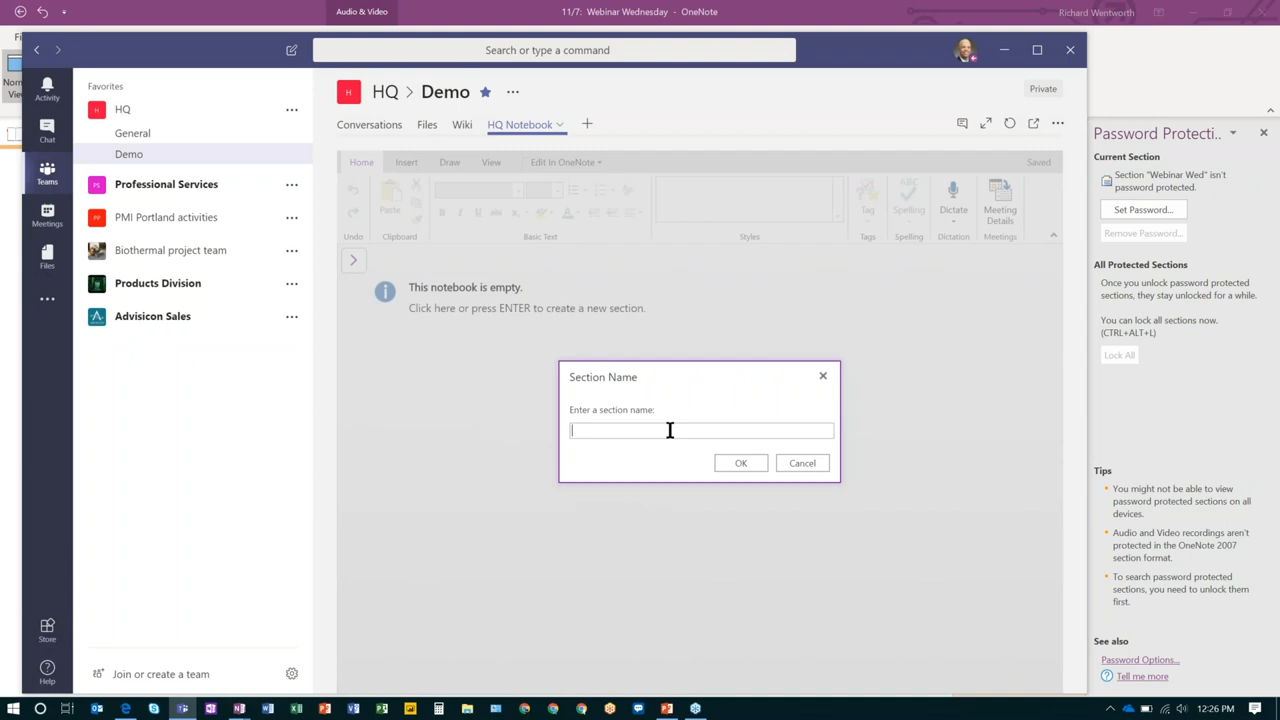 Audio & Video
11/7: Webinar Wednesday - OneNote
Richard Wentworth
Search or type a command
Activity
Chat
Teams
Meetings
Files
Store
Help
Favorites
H
HQ
General
Demo
PS
Professional Services
PP
PMI Portland activities
Biothermal project team
Products Division
Advisicon Sales
Join or create a team
H
HQ > Demo
Private
Conversations
Files
Wiki
HQ Notebook
Home
Insert
Draw
View
Edit In OneNote
Saved
Paste
Tag
Spelling
Dictate
Meeting
Details
Undo
Clipboard
Basic Text
Styles
Tags
Spelling
Dictation
Meetings
This notebook is empty.
Click here or press ENTER to create a new section.
Section Name
Enter a section name:
OK
Cancel
Password Protecti...
Current Section
Section "Webinar Wed" isn't
password protected.
Set Password...
Remove Password...
All Protected Sections
Once you unlock password protected
sections, they stay unlocked for a while.
You can lock all sections now.
(CTRL+ALT+L)
Lock All
Tips
You might not be able to view
password protected sections on all
devices.
Audio and Video recordings aren't
protected in the OneNote 2007
section format.
To search password protected
sections, you need to unlock them
first.
See also
Password Options...
Tell me more
12:26 PM